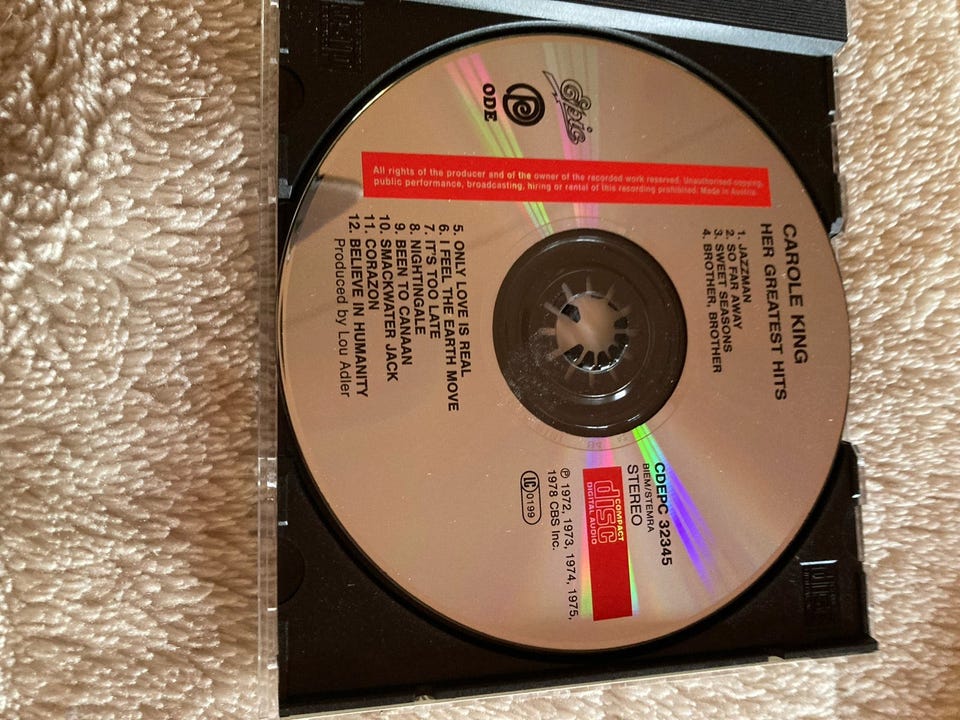 CAROLE KING
HER GREATEST HITS
1. JAZZMAN
2. SO FAR AWAY
3. SWEET SEASONS
4. BROTHER, BROTHER
Epic
ODE
All rights of the producer and of the owner of the recorded work reserved. Unauthorised copying,
public performance, broadcasting, hiring or rental of this recording prohibited. Made in Austria
CDEPC 32345
BIEM/STEMRA
STEREO
COMPACT
disc
DIGITAL AUDIO
℗ 1972, 1973, 1974, 1975,
1978 CBS Inc.
LC 0199
5. ONLY LOVE IS REAL
6. I FEEL THE EARTH MOVE
7. IT'S TOO LATE
8. NIGHTINGALE
9. BEEN TO CANAAN
10. SMACKWATER JACK
11. CORAZON
12. BELIEVE IN HUMANITY
Produced by Lou Adler